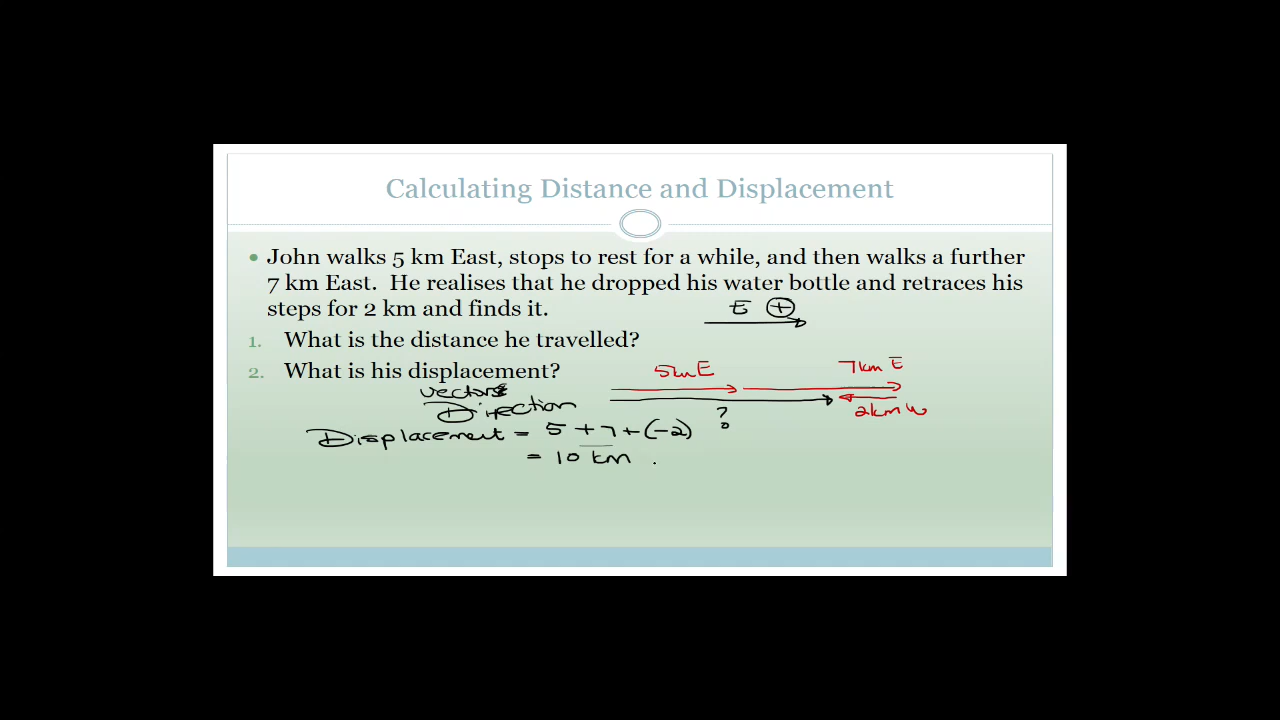 Calculating Distance and Displacement
• John walks 5 km East, stops to rest for a while, and then walks a further
7 km East. He realises that he dropped his water bottle and retraces his
steps for 2 km and finds it.
E +
1. What is the distance he travelled?
2. What is his displacement?
5km E
7km E
vectors
Direction
?
2km W
Displacement = 5 + 7 + (-2)
= 10 km